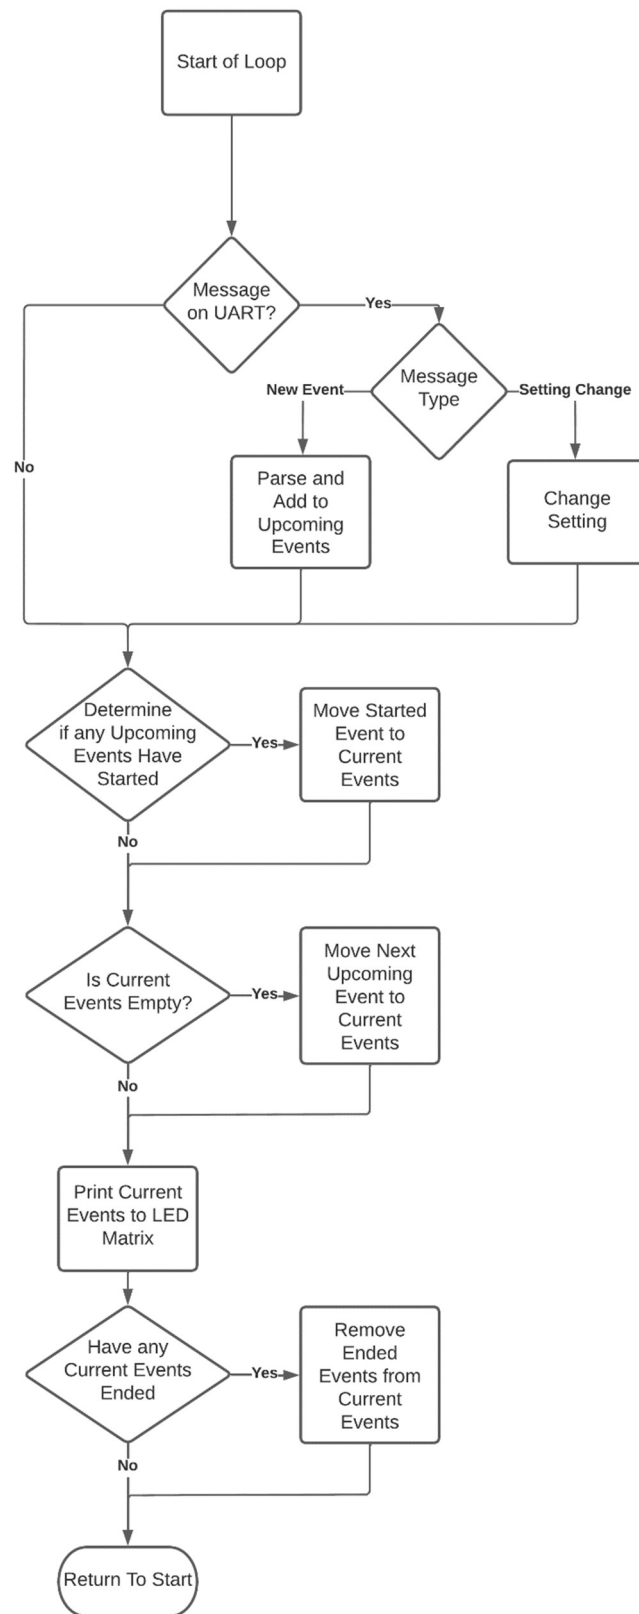 Start of Loop
Message
on UART?
Yes
Message
Type
New Event
Setting Change
No
Parse and
Add to
Upcoming
Events
Change
Setting
Determine
if any Upcoming
Events Have
Started
Yes
Move Started
Event to
Current
Events
No
Is Current
Events Empty?
Yes
Move Next
Upcoming
Event to
Current
Events
No
Print Current
Events to LED
Matrix
Have any
Current Events
Ended
Yes
Remove
Ended
Events from
Current
Events
No
Return To Start